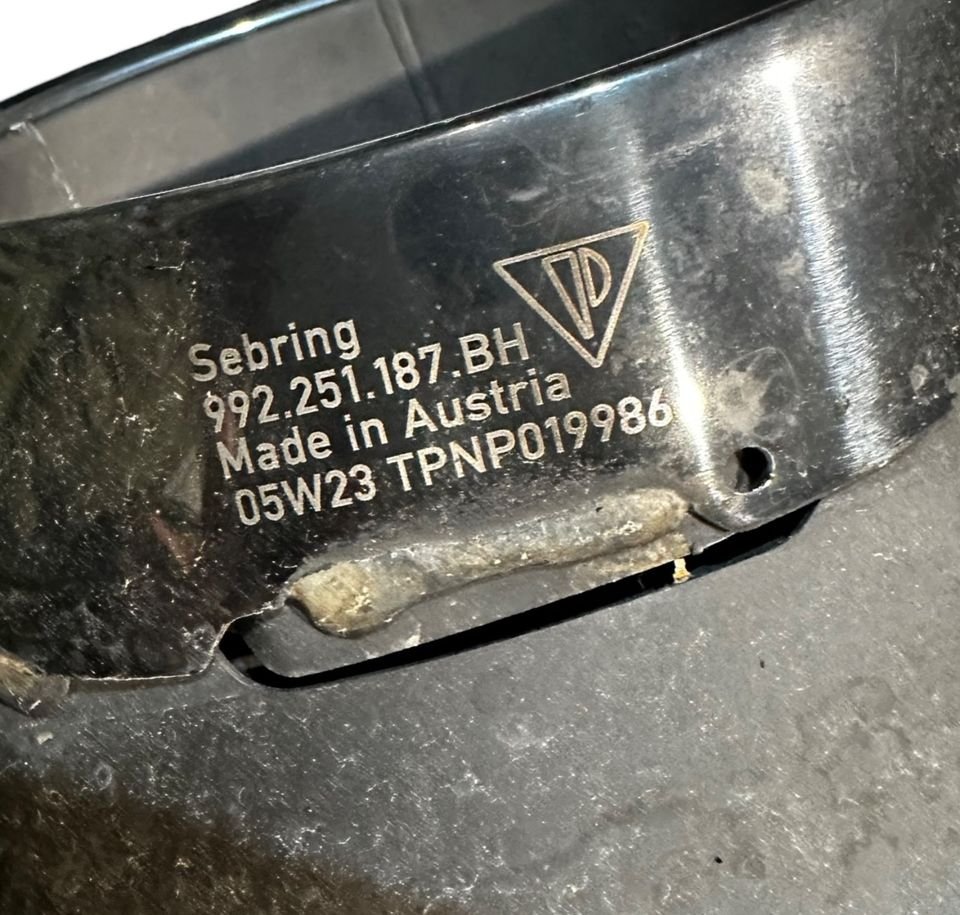 Sebring
992.251.187.BH
Made in Austria
05W23 TPNP019986